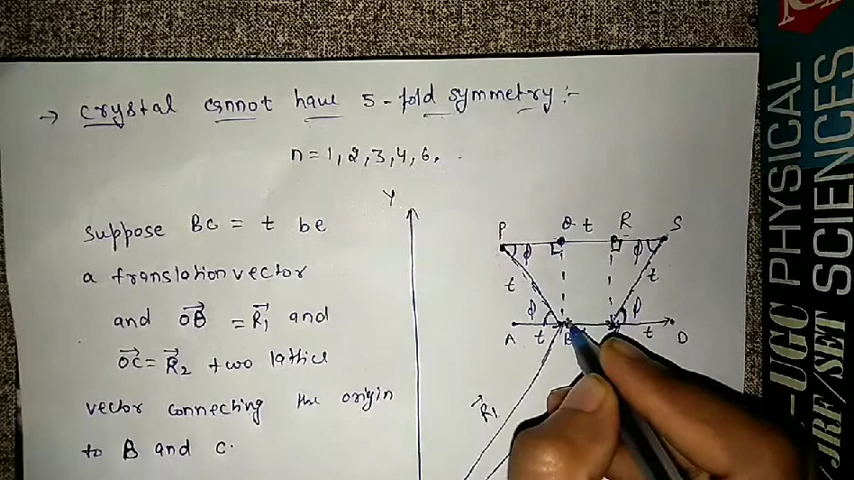 → crystal cannot have 5-fold symmetry :-
n = 1, 2, 3, 4, 6, .
Y
suppose BC = t be
a translation vector
and OB = R₁ and
OC = R₂ two lattice
vector connecting the origin
to B and C.
P Q t R S
ϕ ϕ
t t
ϕ ϕ
A t B t D
R₁
-UGC PHYSICAL SCIENCES
JRF/SET